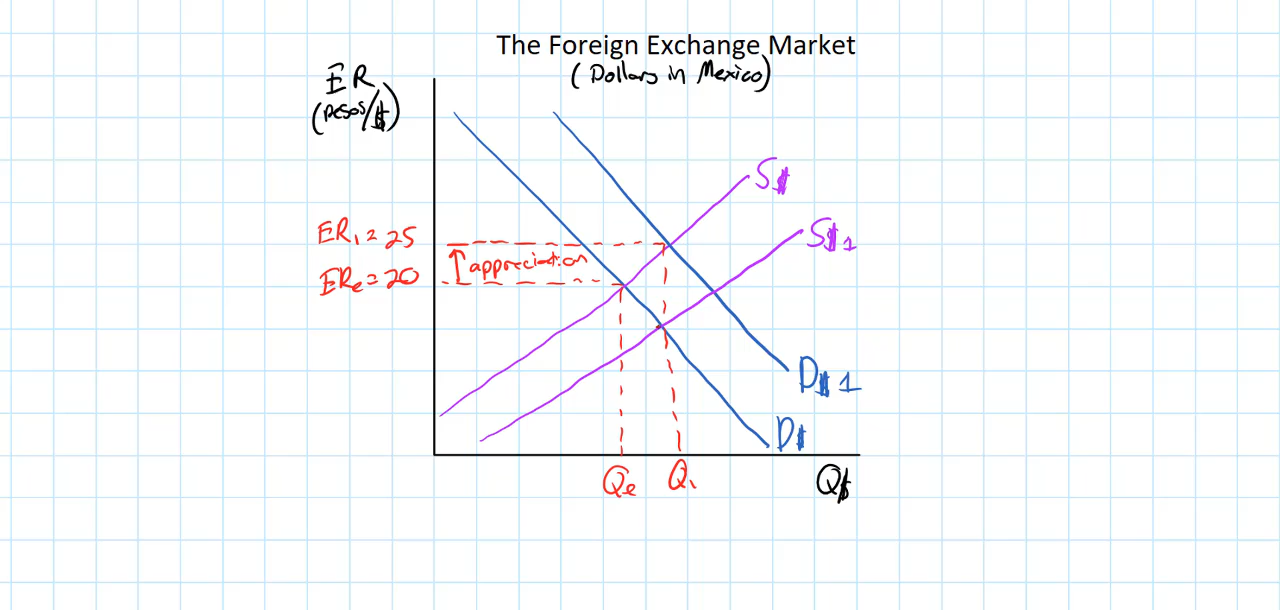 The Foreign Exchange Market
(Dollars in Mexico)
ER
(pesos/$)
S$
S$1
ER₁ = 25
↑appreciation
ERe = 20
D$1
D$
Qe
Q₁
Q$